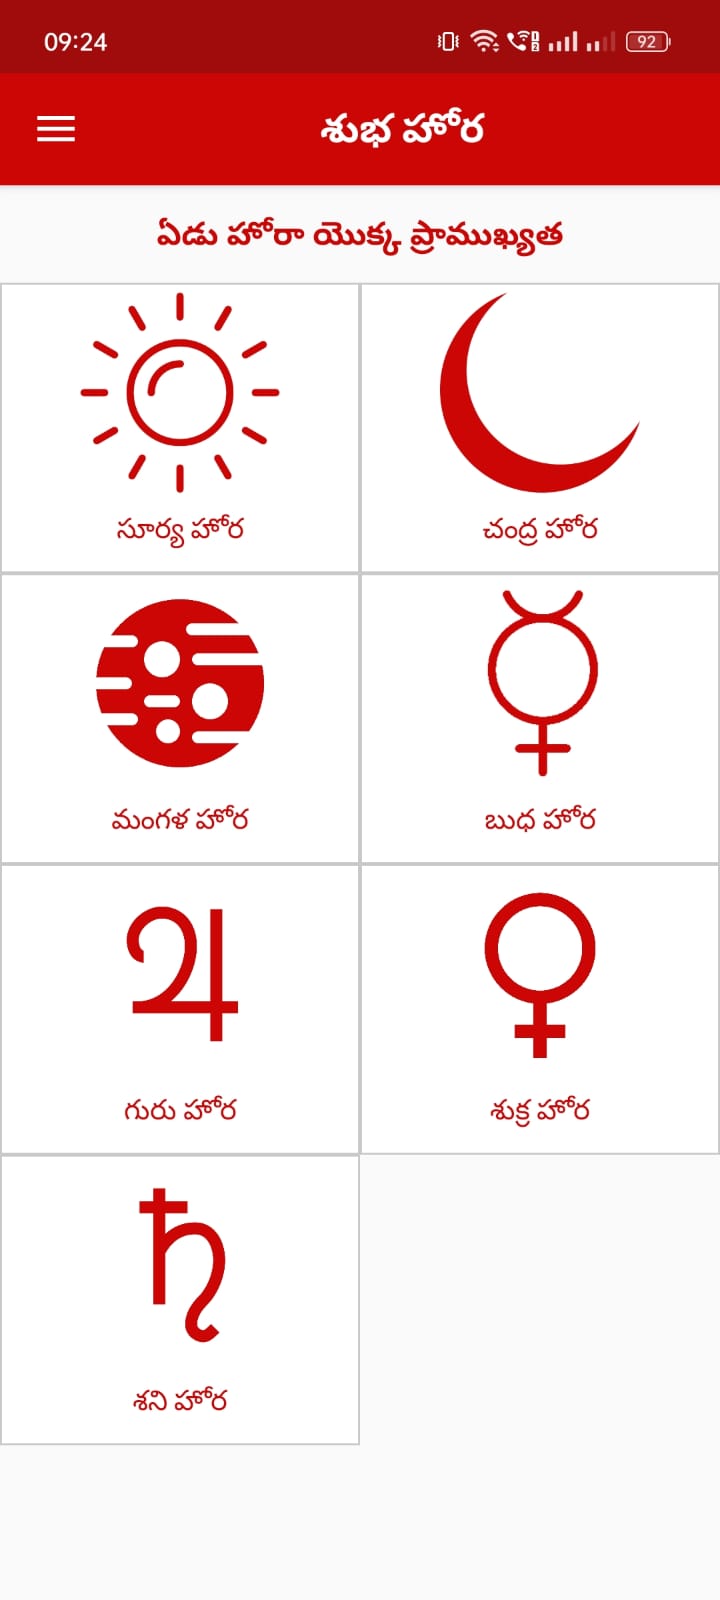 09:24
92
శుభ హోర
ఏడు హోరా యొక్క ప్రాముఖ్యత
సూర్య హోర
చంద్ర హోర
మంగళ హోర
బుధ హోర
గురు హోర
శుక్ర హోర
శని హోర